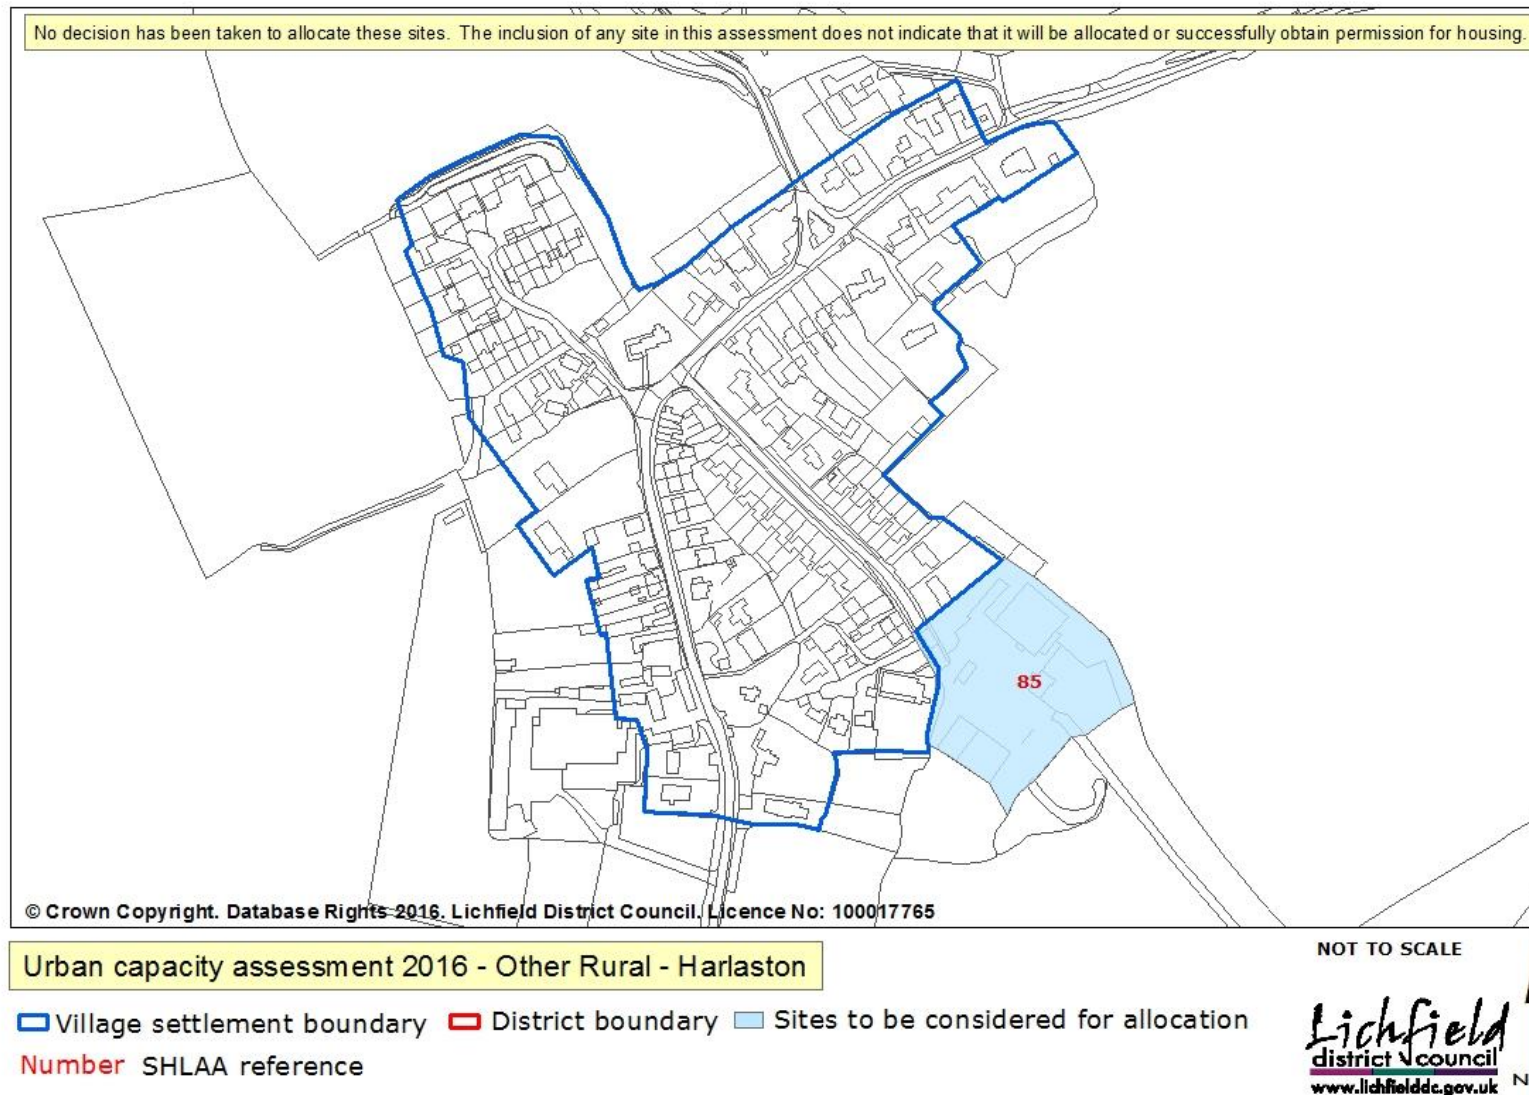 No decision has been taken to allocate these sites. The inclusion of any site in this assessment does not indicate that it will be allocated or successfully obtain permission for housing.
85
© Crown Copyright. Database Rights 2016. Lichfield District Council. Licence No: 100017765
Urban capacity assessment 2016 - Other Rural - Harlaston
NOT TO SCALE
Village settlement boundary
District boundary
Sites to be considered for allocation
Number SHLAA reference
Lichfield
district council
www.lichfielddc.gov.uk
Z